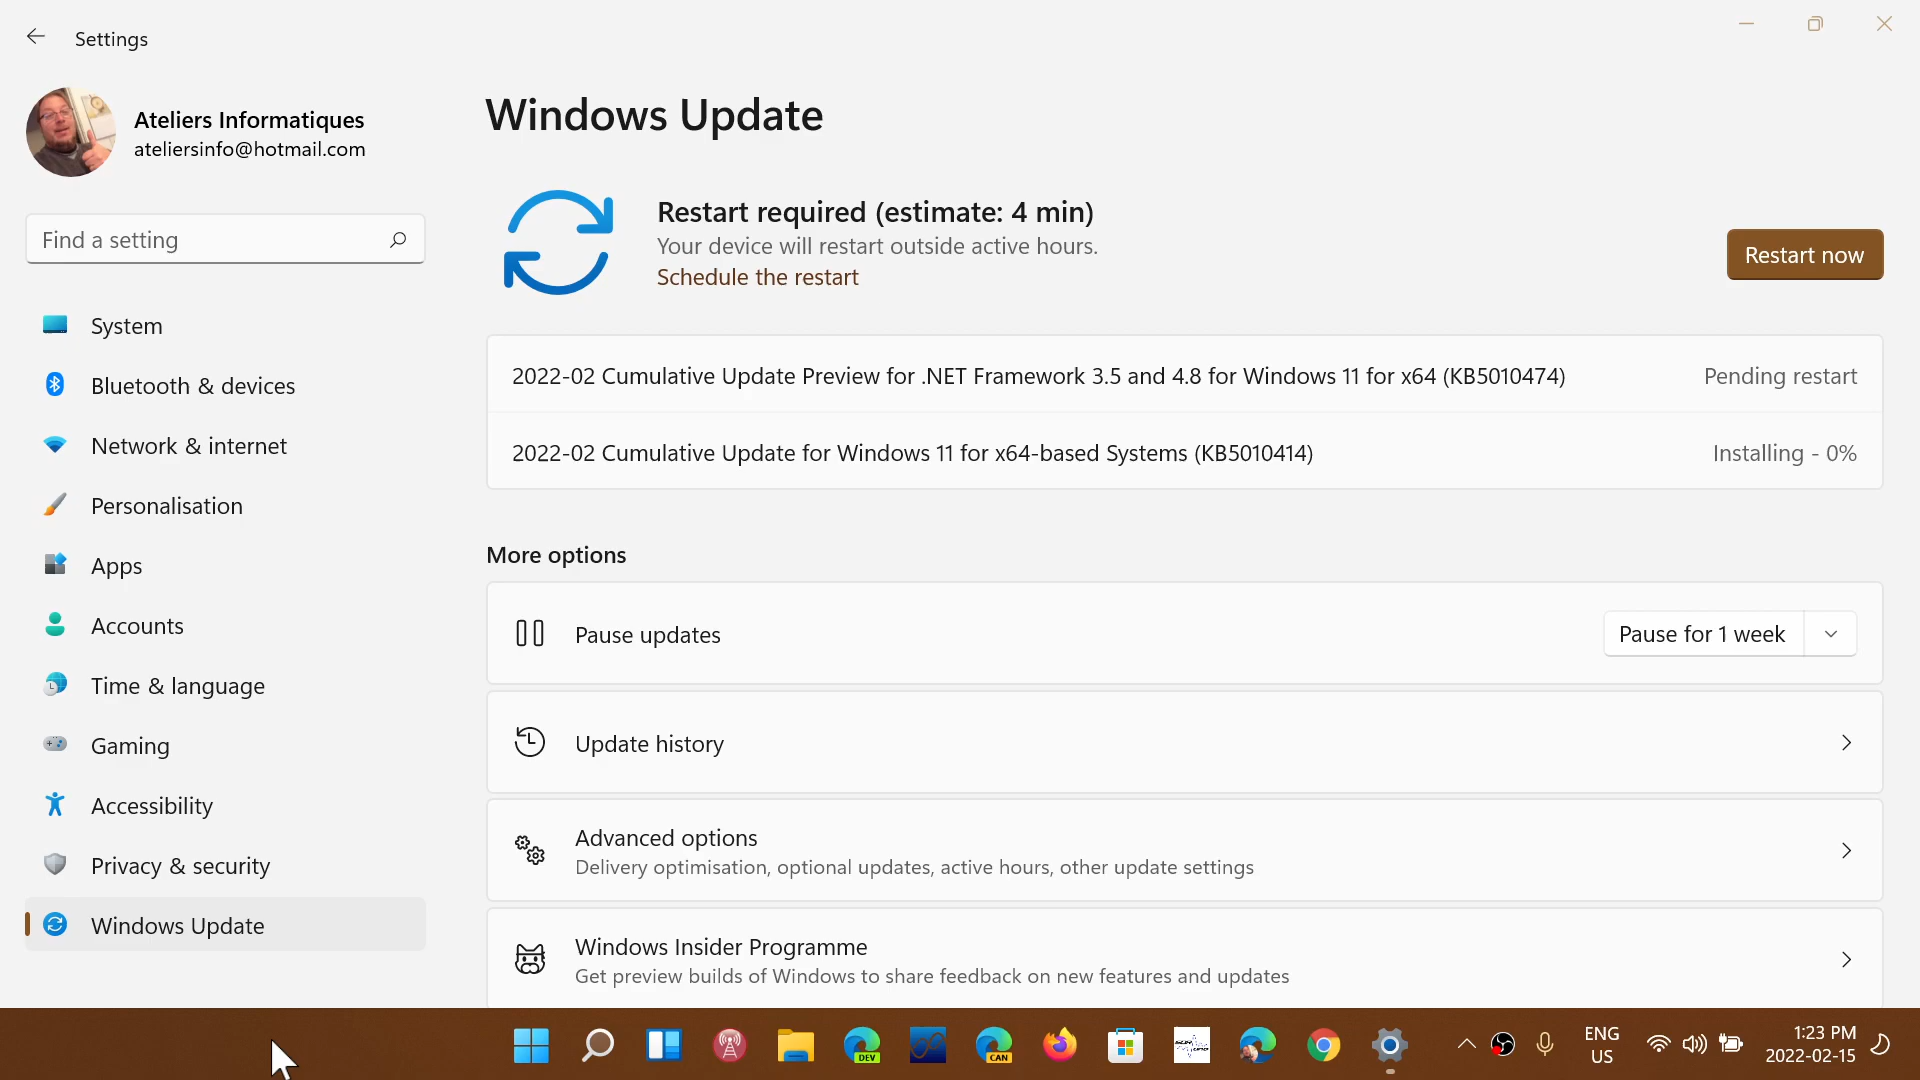 Settings
Ateliers Informatiques
ateliersinfo@hotmail.com
Find a setting
System
Bluetooth & devices
Network & internet
Personalisation
Apps
Accounts
Time & language
Gaming
Accessibility
Privacy & security
Windows Update
Windows Update
Restart required (estimate: 4 min)
Your device will restart outside active hours.
Schedule the restart
Restart now
2022-02 Cumulative Update Preview for .NET Framework 3.5 and 4.8 for Windows 11 for x64 (KB5010474)
Pending restart
2022-02 Cumulative Update for Windows 11 for x64-based Systems (KB5010414)
Installing - 0%
More options
Pause updates
Pause for 1 week
Update history
Advanced options
Delivery optimisation, optional updates, active hours, other update settings
Windows Insider Programme
Get preview builds of Windows to share feedback on new features and updates
DEV
CAN
ENG
US
1:23 PM
2022-02-15